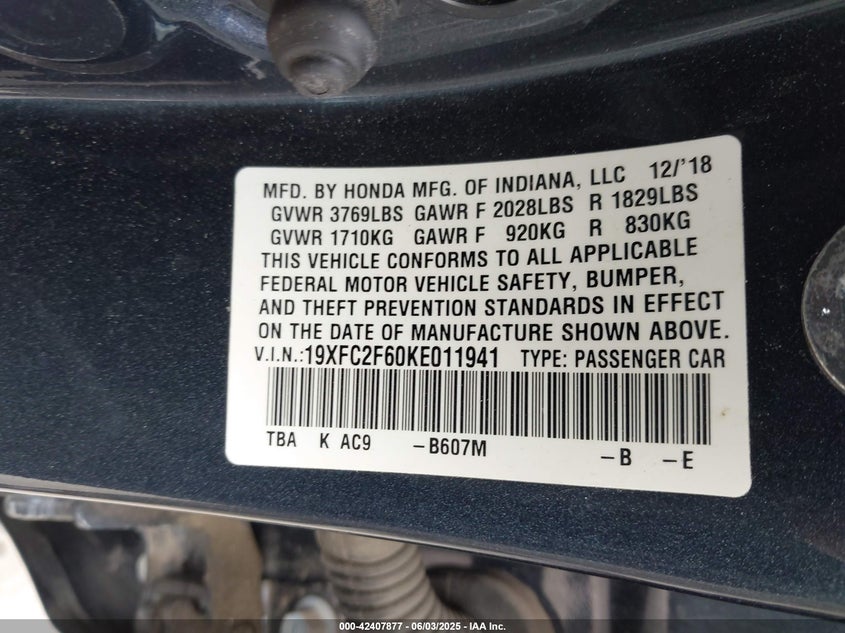 MFD. BY HONDA MFG. OF INDIANA, LLC 12/'18
GVWR 3769LBS GAWR F 2028LBS R 1829LBS
GVWR 1710KG GAWR F 920KG R 830KG
THIS VEHICLE CONFORMS TO ALL APPLICABLE
FEDERAL MOTOR VEHICLE SAFETY, BUMPER,
AND THEFT PREVENTION STANDARDS IN EFFECT
ON THE DATE OF MANUFACTURE SHOWN ABOVE.
V.I.N.:19XFC2F60KE011941 TYPE: PASSENGER CAR
TBA K AC9 -B607M -B -E
000-42407877 - 06/03/2025 - IAA Inc.